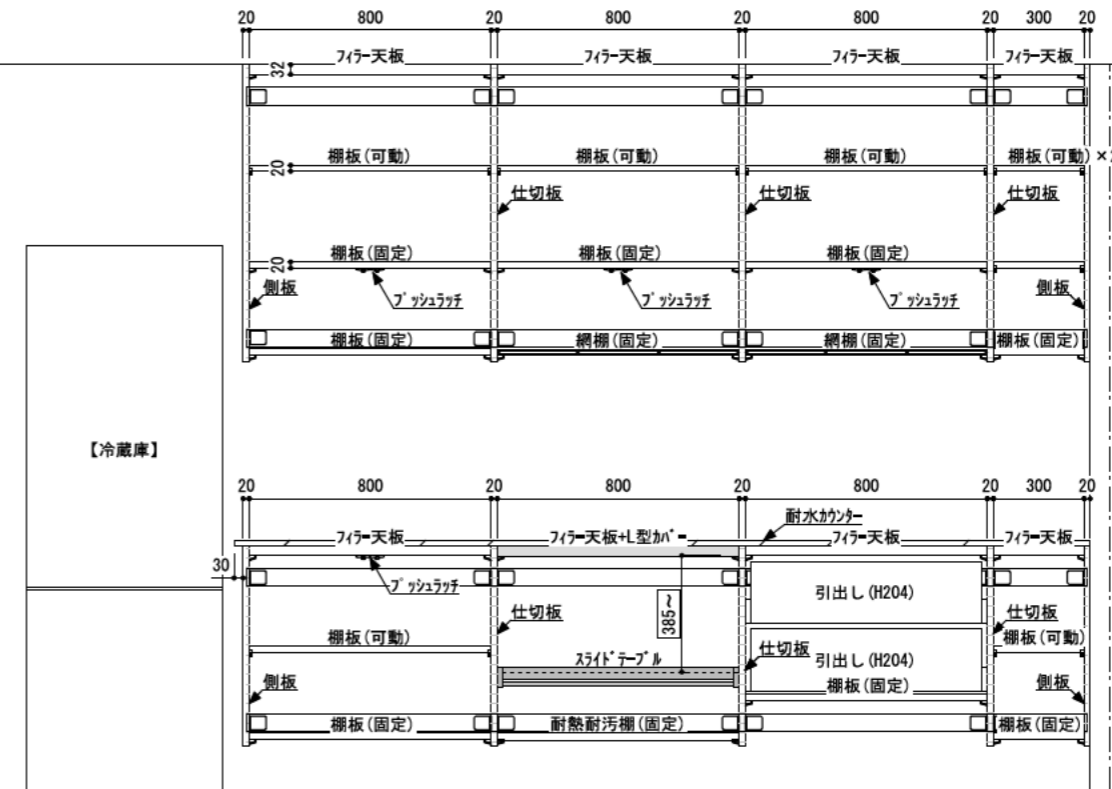 20 800 20 800 20 800 20 300 20
フィラー天板 フィラー天板 フィラー天板 フィラー天板
32
棚板(可動) 棚板(可動) 棚板(可動) 棚板(可動)×
20
仕切板 仕切板 仕切板
棚板(固定) 棚板(固定) 棚板(固定)
20
側板 プッシュラッチ プッシュラッチ プッシュラッチ 側板
棚板(固定) 網棚(固定) 網棚(固定) 棚板(固定)
【冷蔵庫】
20 800 20 800 20 800 20 300 20
耐水カウンター
フィラー天板 フィラー天板+L型カバー フィラー天板 フィラー天板
30
プッシュラッチ
引出し(H204)
仕切板 仕切板
385~
棚板(可動) 棚板(可動)
仕切板
スライドテーブル 引出し(H204)
側板 棚板(固定) 側板
棚板(固定) 耐熱耐汚棚(固定) 棚板(固定)